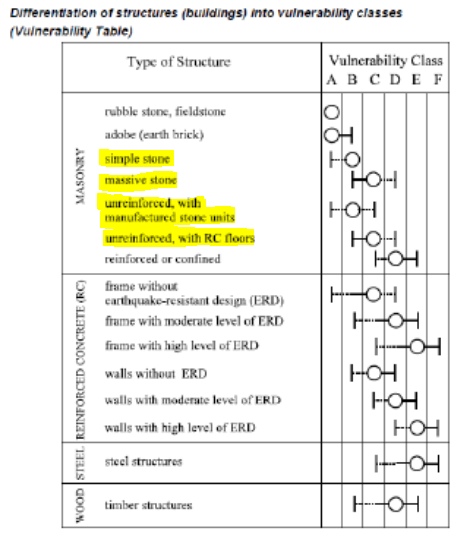 Differentiation of structures (buildings) into vulnerability classes
(Vulnerability Table)
Type of Structure
Vulnerability Class
A B C D E F
MASONRY
rubble stone, fieldstone
adobe (earth brick)
simple stone
massive stone
unreinforced, with
manufactured stone units
unreinforced, with RC floors
reinforced or confined
REINFORCED CONCRETE (RC)
frame without
earthquake-resistant design (ERD)
frame with moderate level of ERD
frame with high level of ERD
walls without ERD
walls with moderate level of ERD
walls with high level of ERD
STEEL
steel structures
WOOD
timber structures